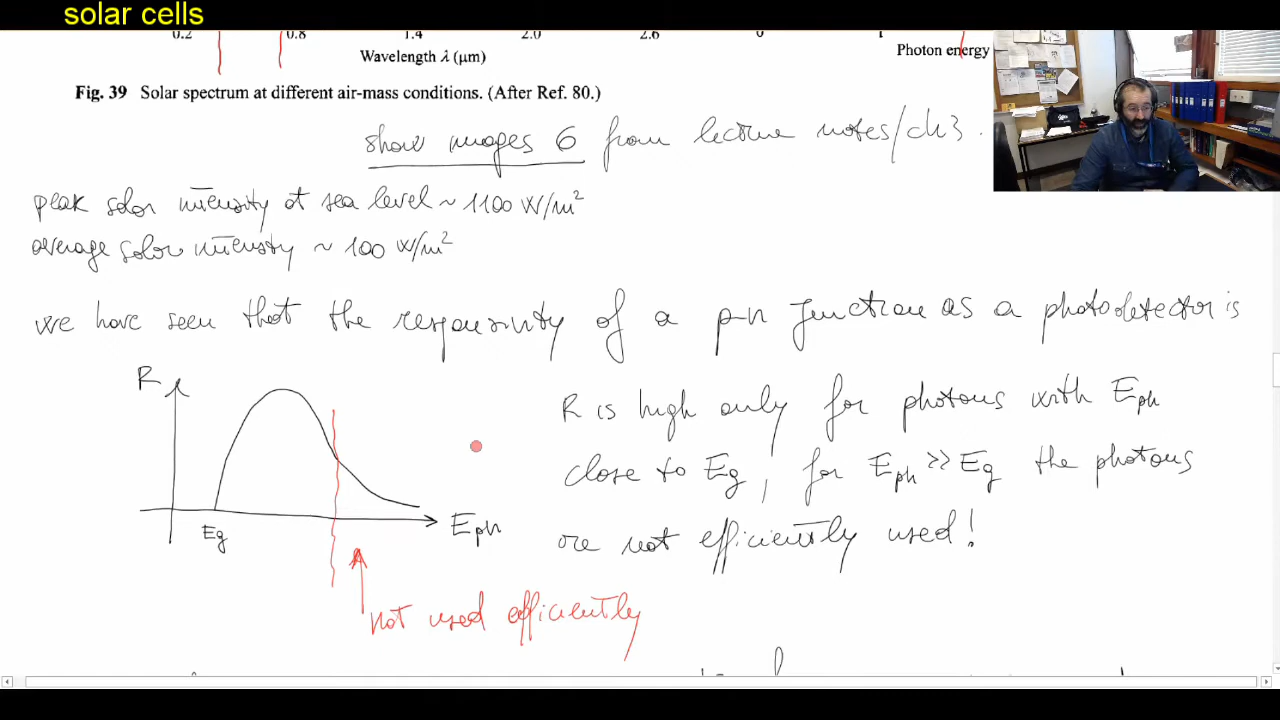 solar cells
0.2 0.8 1.4 2.0 2.6 0 1
Wavelength λ (μm) Photon energy
Fig. 39 Solar spectrum at different air-mass conditions. (After Ref. 80.)
show images 6 from lecture notes/ch3.
peak solar intensity at sea level ~ 1100 W/m²
average solar intensity ~ 100 W/m²
we have seen that the responsivity of a p-n junction as a photodetector is
R
R is high only for photons with Eph
close to Eg, for Eph >> Eg the photons
Eg Eph
are not efficiently used!
not used efficiently